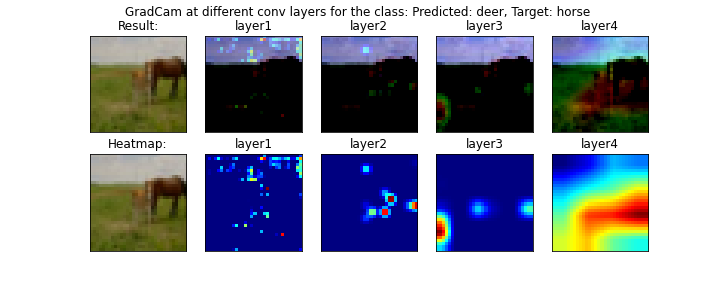 GradCam at different conv layers for the class: Predicted: deer, Target: horse
Result: layer1 layer2 layer3 layer4
Heatmap: layer1 layer2 layer3 layer4